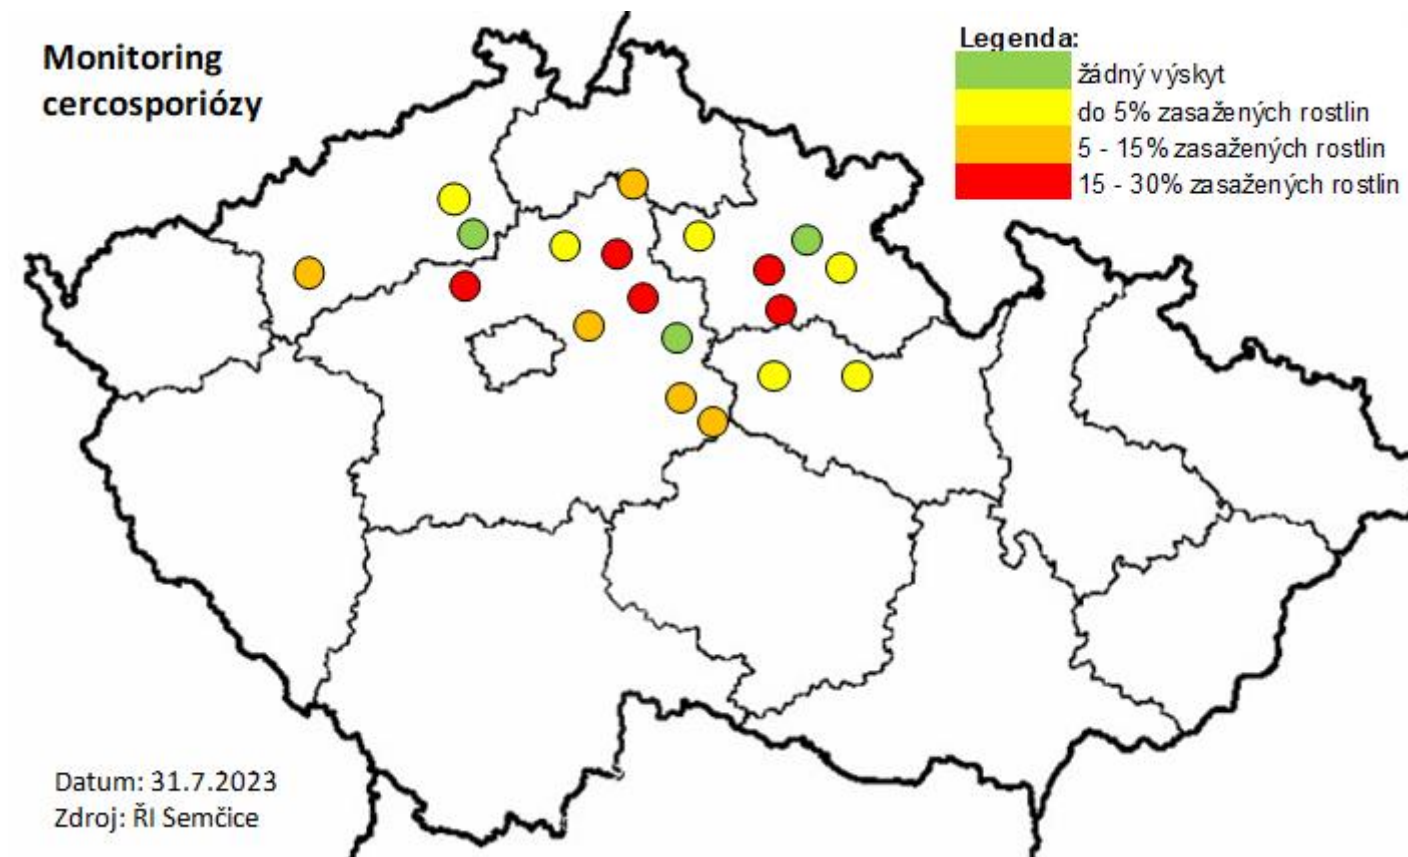 Monitoring
cercosporiózy
Legenda:
žádný výskyt
do 5% zasažených rostlin
5 - 15% zasažených rostlin
15 - 30% zasažených rostlin
Datum: 31.7.2023
Zdroj: ŘI Semčice